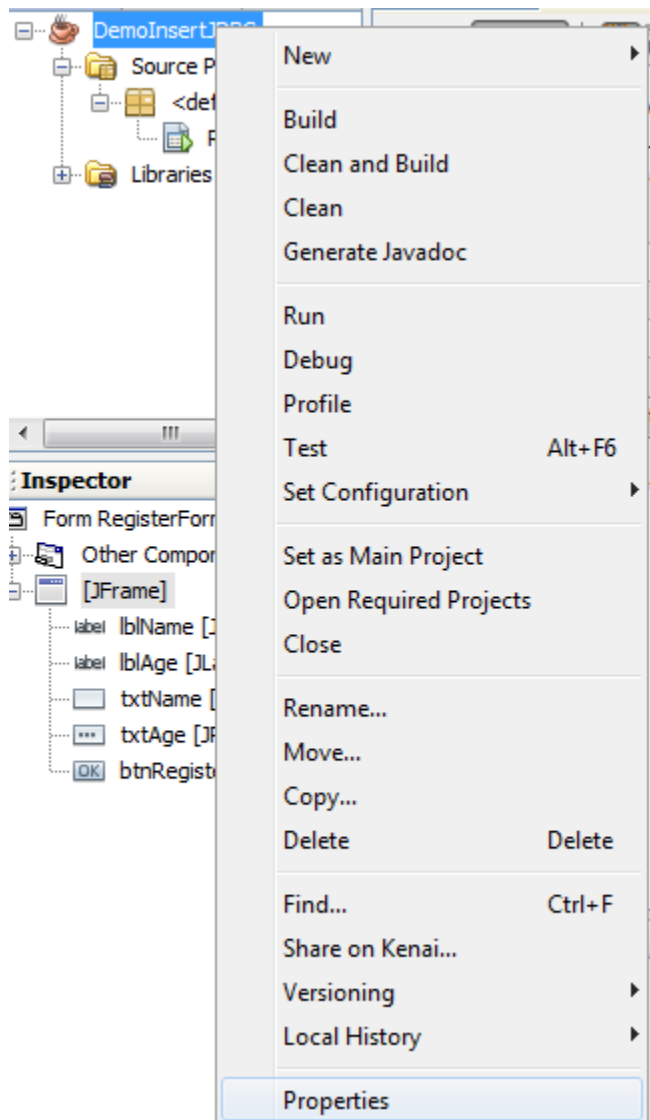 DemoInsertJDBC
Source P
<def
Libraries
Inspector
Form RegisterForr
Other Compor
[JFrame]
label lblName [J
label lblAge [JLa
txtName [
txtAge [JF
OK btnRegiste
New
Build
Clean and Build
Clean
Generate Javadoc
Run
Debug
Profile
Test Alt+F6
Set Configuration
Set as Main Project
Open Required Projects
Close
Rename...
Move...
Copy...
Delete Delete
Find... Ctrl+F
Share on Kenai...
Versioning
Local History
Properties